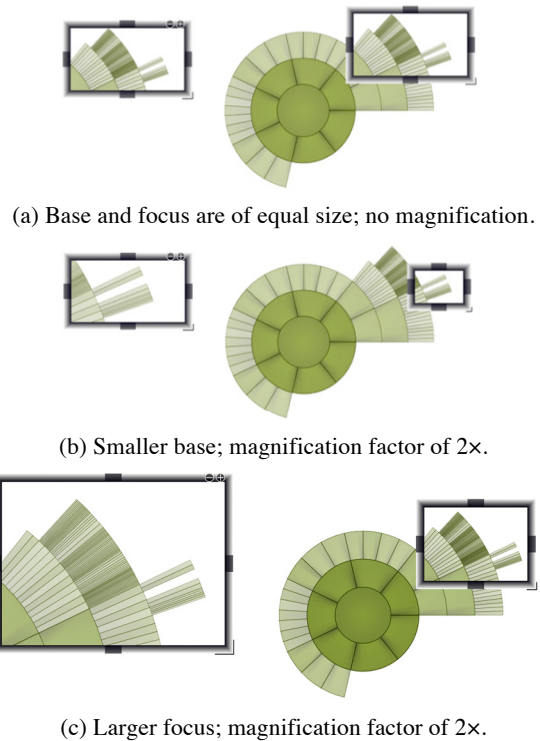 (a) Base and focus are of equal size; no magnification.
(b) Smaller base; magnification factor of 2×.
(c) Larger focus; magnification factor of 2×.